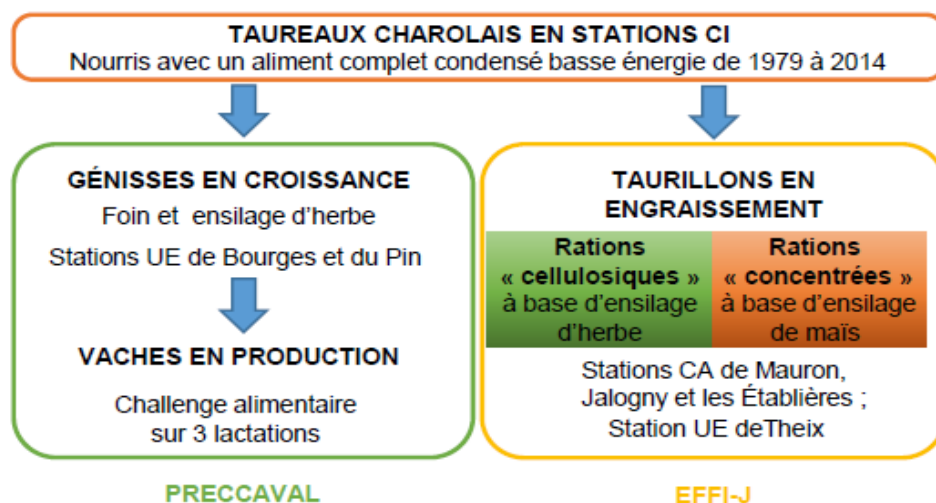 TAUREAUX CHAROLAIS EN STATIONS CI
Nourris avec un aliment complet condensé basse énergie de 1979 à 2014
GÉNISSES EN CROISSANCE
Foin et ensilage d'herbe
Stations UE de Bourges et du Pin
VACHES EN PRODUCTION
Challenge alimentaire
sur 3 lactations
PRECCAVAL
TAURILLONS EN
ENGRAISSEMENT
Rations
« cellulosiques »
à base d'ensilage
d'herbe
Rations
« concentrées »
à base d'ensilage
de maïs
Stations CA de Mauron,
Jalogny et les Établières ;
Station UE deTheix
EFFI-J